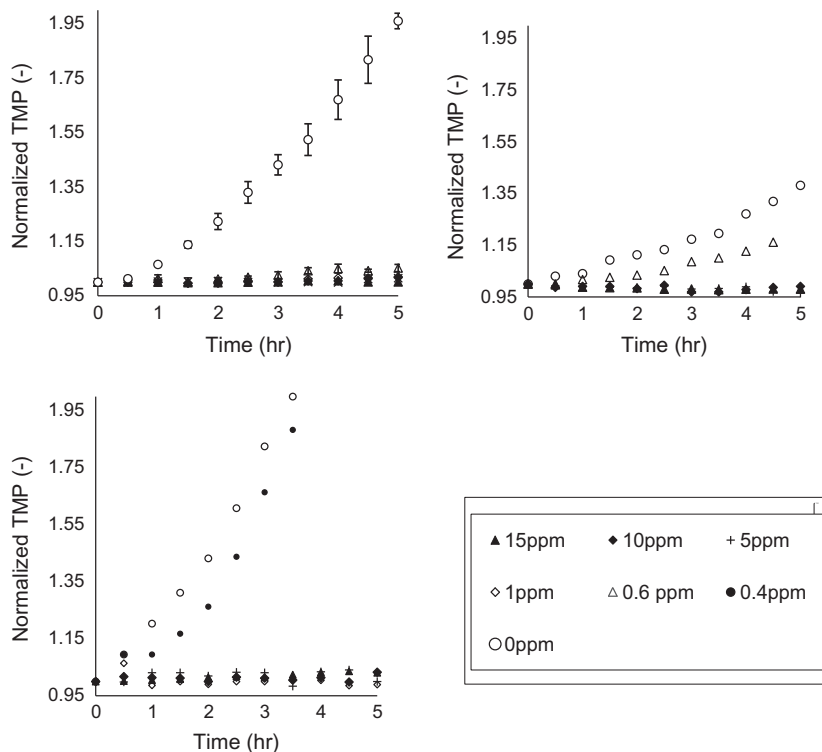 Normalized TMP (-)
1.95
1.75
1.55
1.35
1.15
0.95
0 1 2 3 4 5
Time (hr)
Normalized TMP (-)
1.95
1.75
1.55
1.35
1.15
0.95
0 1 2 3 4 5
Time (hr)
Normalized TMP (-)
1.95
1.75
1.55
1.35
1.15
0.95
0 1 2 3 4 5
Time (hr)
15ppm 10ppm 5ppm
1ppm 0.6 ppm 0.4ppm
0ppm